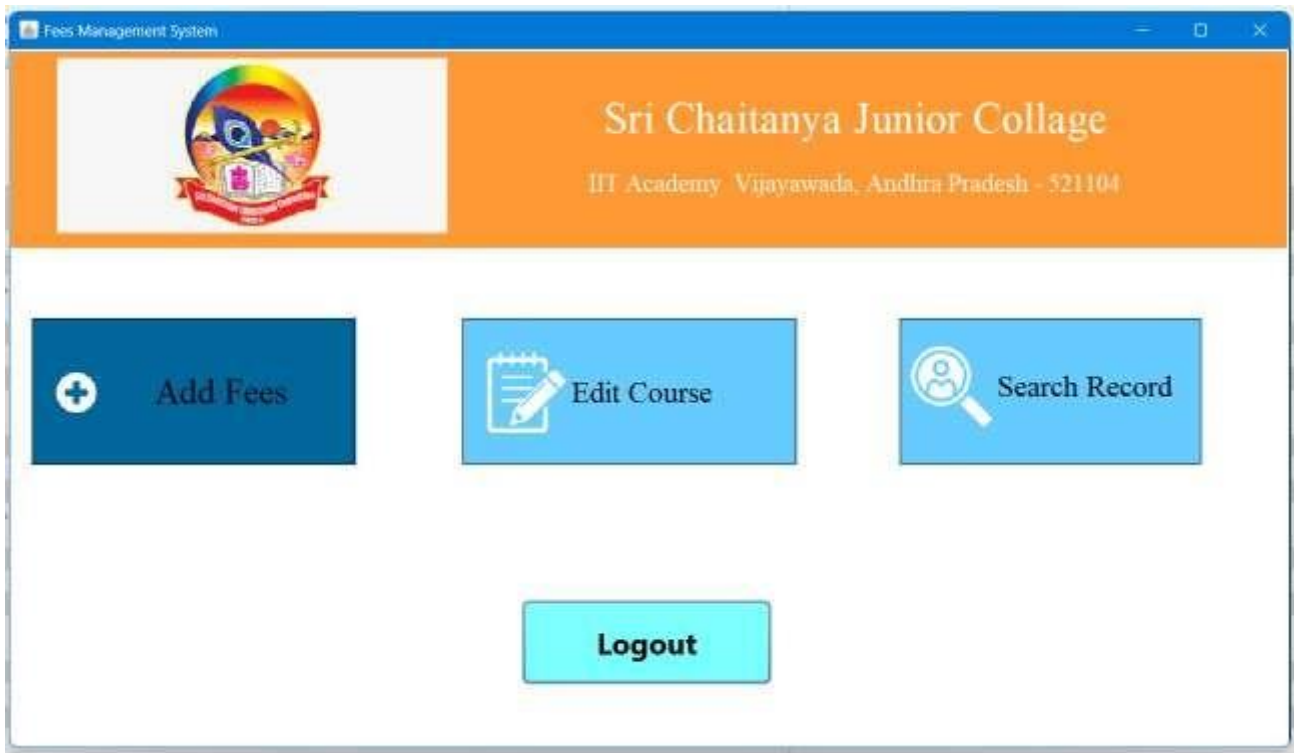 Fees Management System
Sri Chaitanya Junior Collage
IIT Academy Vijayawada, Andhra Pradesh - 521104
Add Fees
Edit Course
Search Record
Logout